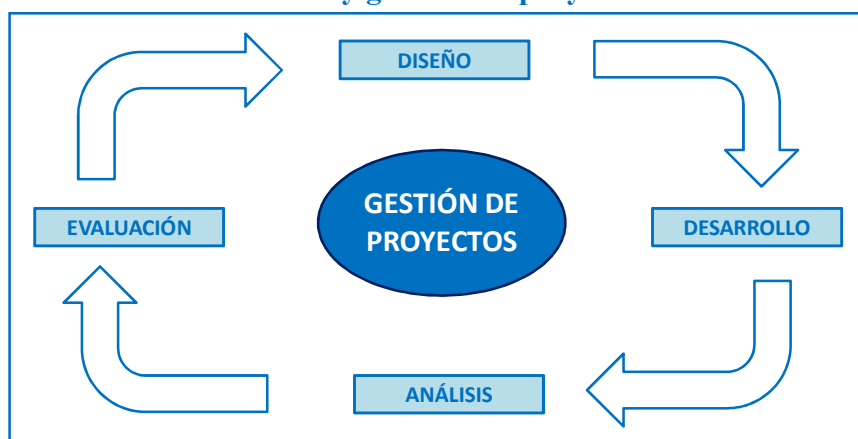 DISEÑO
GESTIÓN DE
PROYECTOS
EVALUACIÓN
DESARROLLO
ANÁLISIS